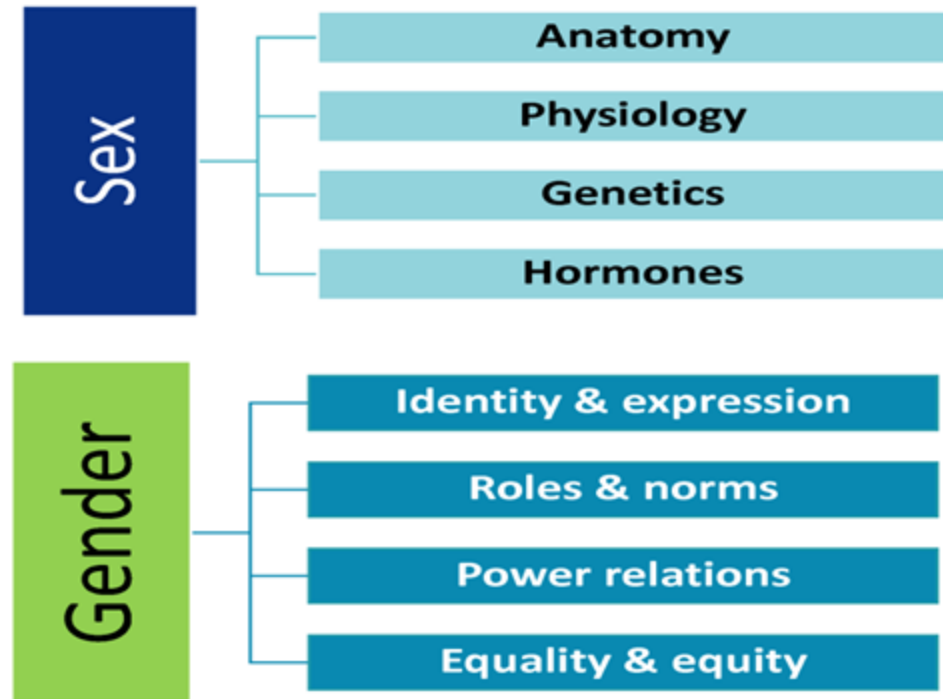 Sex
Anatomy
Physiology
Genetics
Hormones
Gender
Identity & expression
Roles & norms
Power relations
Equality & equity